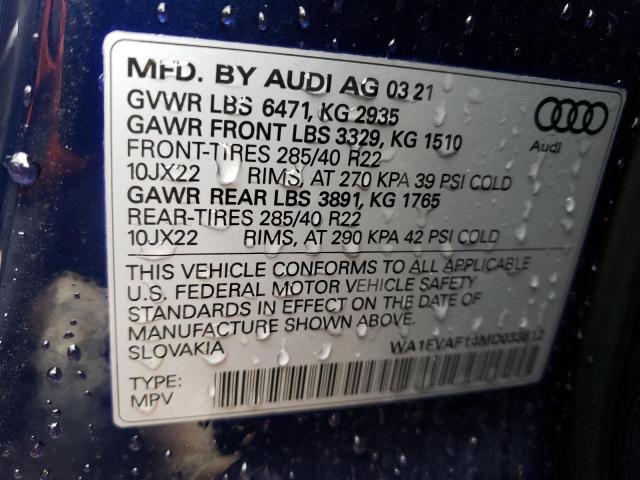 MFD. BY AUDI AG 03 21
GVWR LBS 6471, KG 2935
GAWR FRONT LBS 3329, KG 1510
FRONT-TIRES 285/40 R22
10JX22 RIMS, AT 270 KPA 39 PSI COLD
GAWR REAR LBS 3891, KG 1765
REAR-TIRES 285/40 R22
10JX22 RIMS, AT 290 KPA 42 PSI COLD
Audi
THIS VEHICLE CONFORMS TO ALL APPLICABLE
U.S. FEDERAL MOTOR VEHICLE SAFETY
STANDARDS IN EFFECT ON THE DATE OF
MANUFACTURE SHOWN ABOVE.
SLOVAKIA
TYPE:
MPV